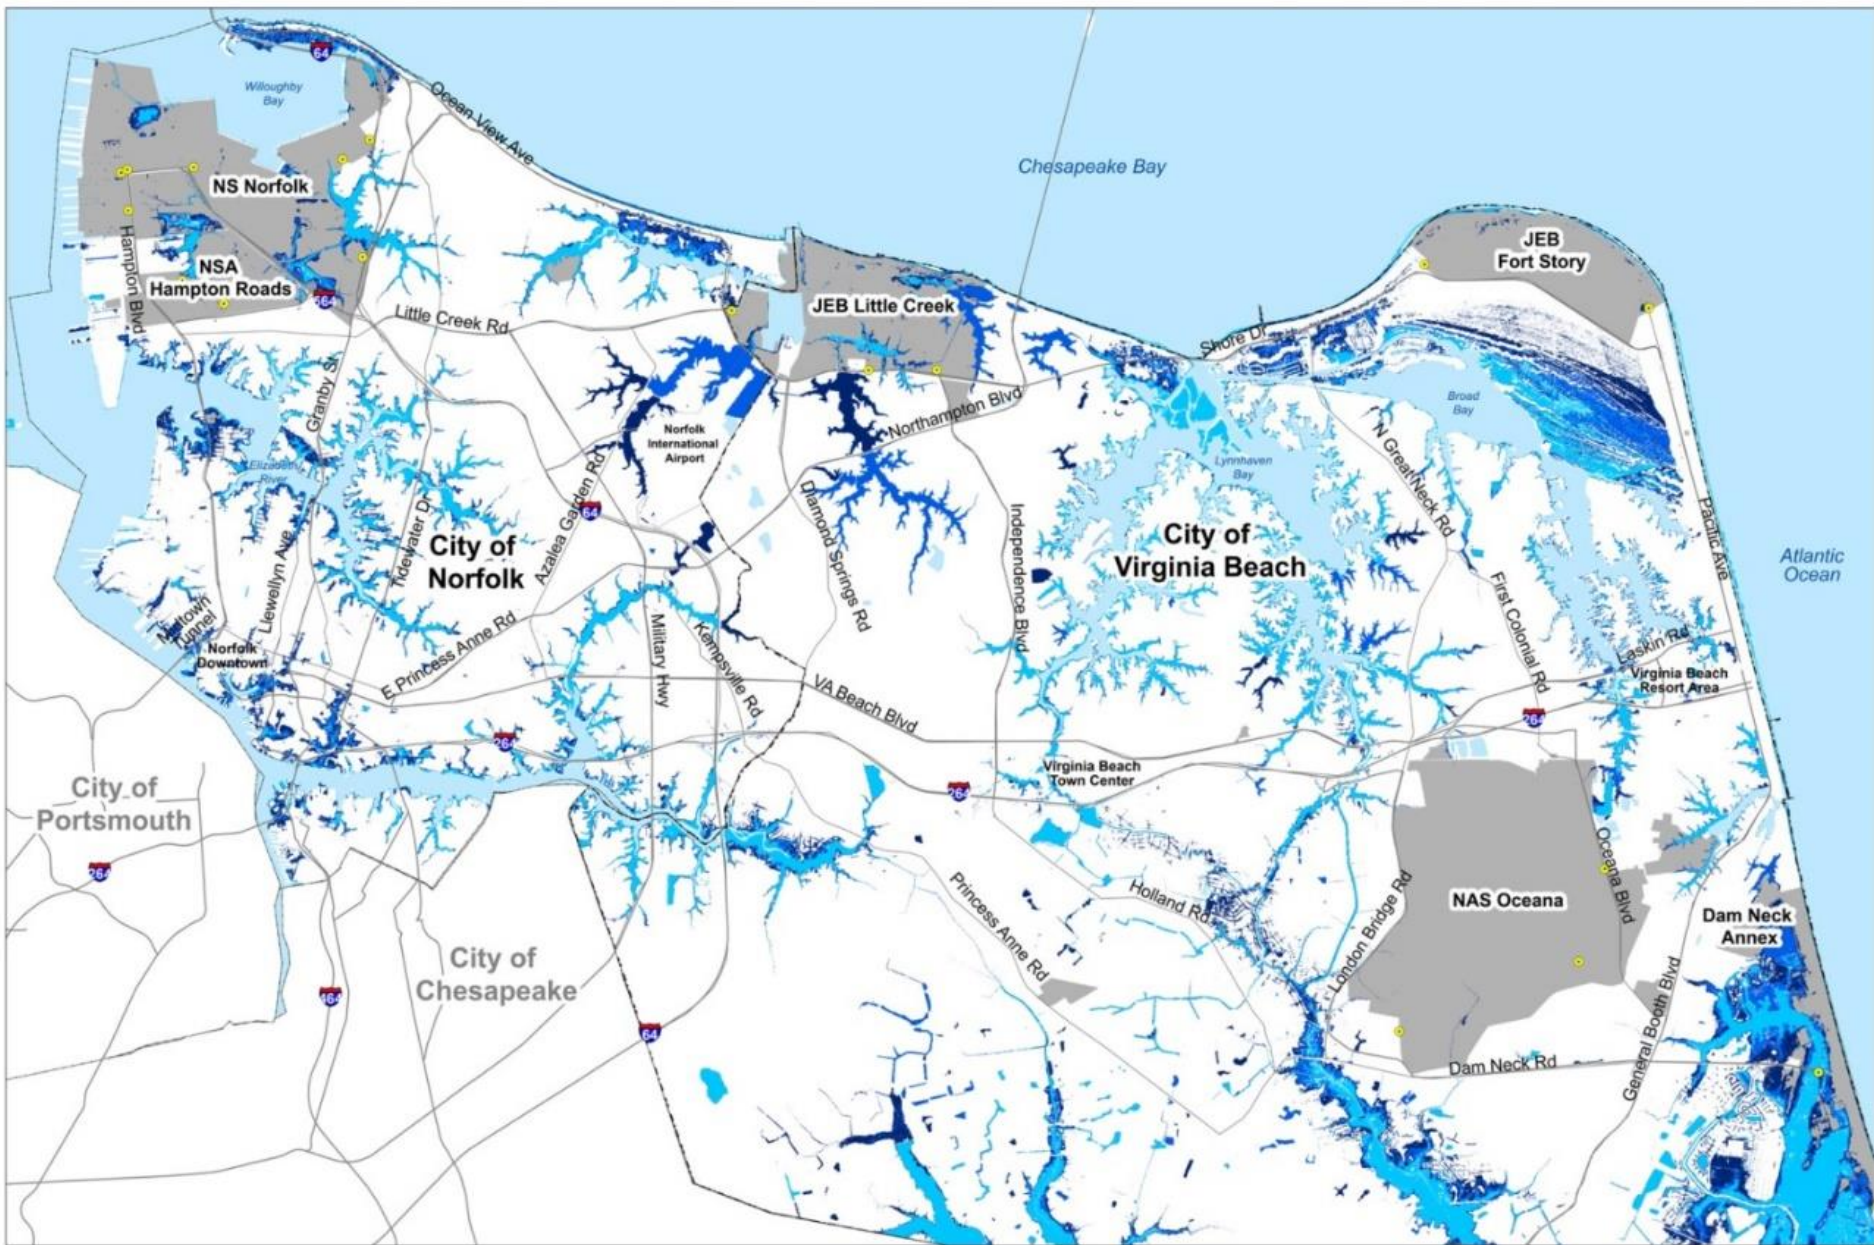 64
Willoughby
Bay
Ocean View Ave
Chesapeake Bay
NS Norfolk
Hampton Blvd
NSA
Hampton Roads
564
JEB
Fort Story
Little Creek Rd
JEB Little Creek
Shore Dr
Granby St
Norfolk
International
Airport
Northampton Blvd
Broad
Bay
N Great Neck Rd
Elizabeth
River
Lynnhaven
Bay
Tidewater Dr
Azalea Garden Rd
64
Diamond Springs Rd
Independence Blvd
City of
Norfolk
City of
Virginia Beach
Pacific Ave
Atlantic
Ocean
Llewellyn Ave
Midtown
Tunnel
Norfolk
Downtown
E Princess Anne Rd
Military Hwy
Kempsville Rd
VA Beach Blvd
First Colonial Rd
Laskin Rd
Virginia Beach
Resort Area
264
264
264
Virginia Beach
Town Center
City of
Portsmouth
264
Holland Rd
London Bridge Rd
Princess Anne Rd
NAS Oceana
Oceana Blvd
Dam Neck
Annex
City of
Chesapeake
464
64
General Booth Blvd
Dam Neck Rd